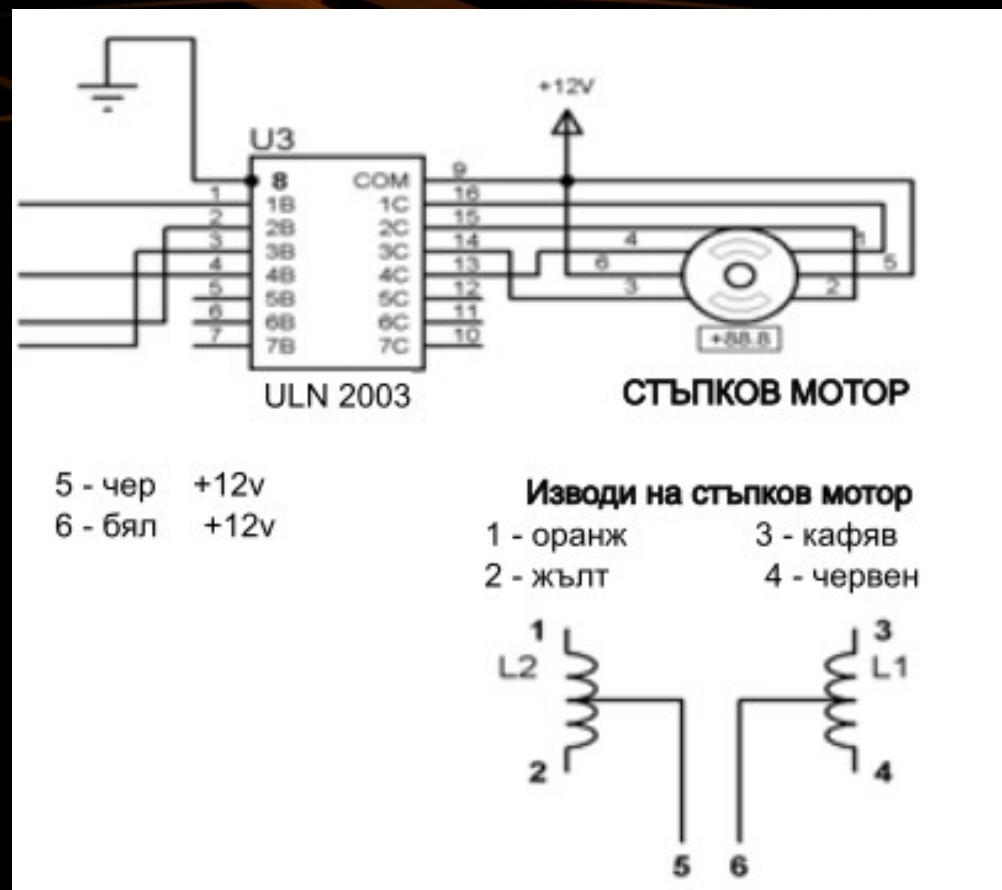 +12V
U3
8 COM 9
1 1B 1C 16
2 2B 2C 15
3 3B 3C 14
4 4B 4C 13
5 5B 5C 12
6 6B 6C 11
7 7B 7C 10
4 1
6 5
3 2
+88.8
ULN 2003
СТЪПКОВ МОТОР
5 - чер +12v
6 - бял +12v
Изводи на стъпков мотор
1 - оранж 3 - кафяв
2 - жълт 4 - червен
1 3
L2 L1
2 4
5 6